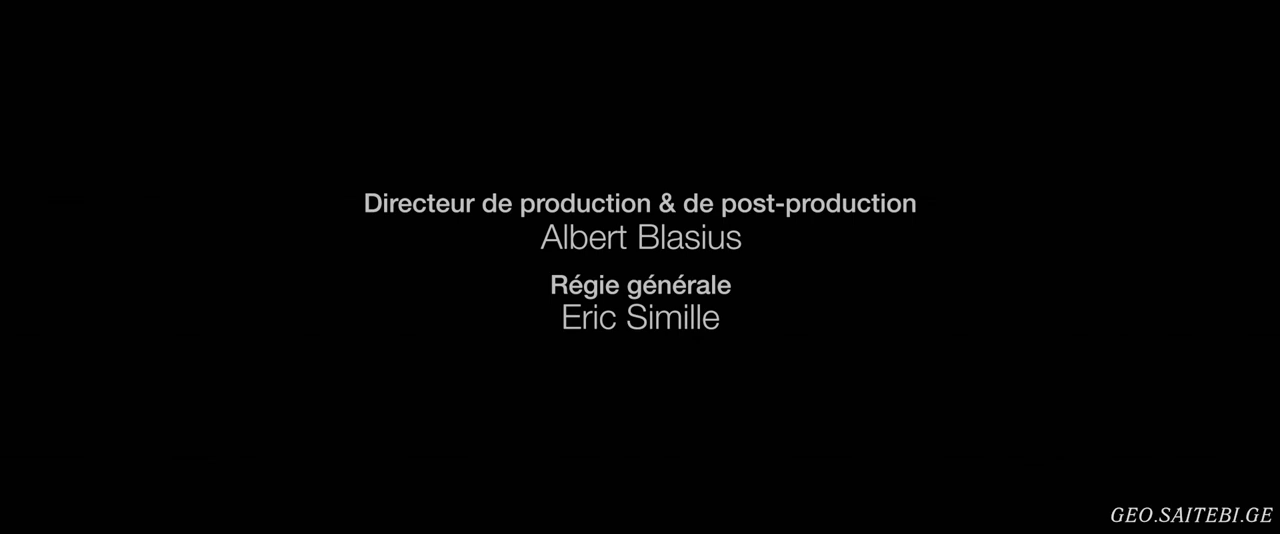 Directeur de production & de post-production
Albert Blasius
Régie générale
Eric Simille
GEO.SAITEBI.GE